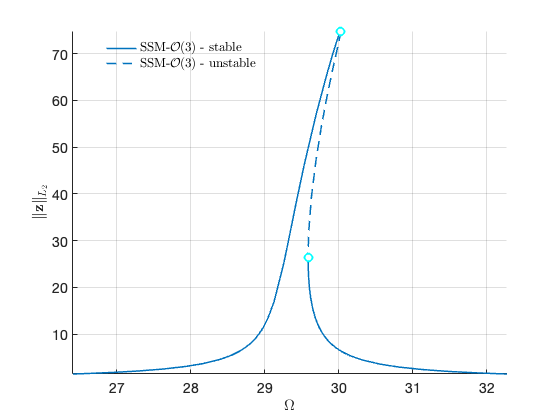 SSM-𝒪(3) - stable
SSM-𝒪(3) - unstable
70
60
50
40
30
20
10
||z||_{L_2}
27 28 29 30 31 32
Ω